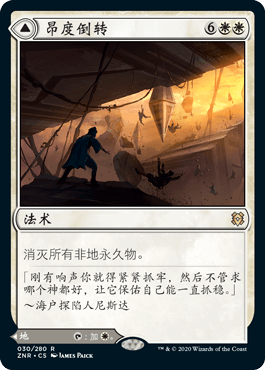 昂度倒转 6
法术
消灭所有非地永久物。
「刚有响声你就得紧紧抓牢,然后不管求
哪个神都好,让它保佑自己能一直抓稳。」
～海户探陷人尼斯达
地 :加 。
030/280 R
ZNR • CS JAMES PAICK ™ & © 2020 Wizards of the Coast